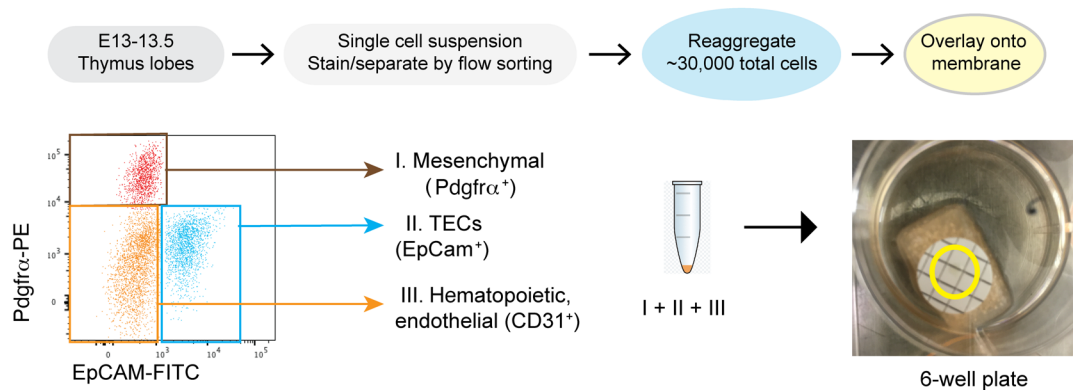 E13-13.5
Thymus lobes
Single cell suspension
Stain/separate by flow sorting
Reaggregate
~30,000 total cells
Overlay onto
membrane
Pdgfrα-PE
10⁵
10⁴
10³
0
0
10³
10⁴
10⁵
EpCAM-FITC
I. Mesenchymal
(Pdgfrα⁺)
II. TECs
(EpCam⁺)
III. Hematopoietic,
endothelial (CD31⁺)
I + II + III
6-well plate